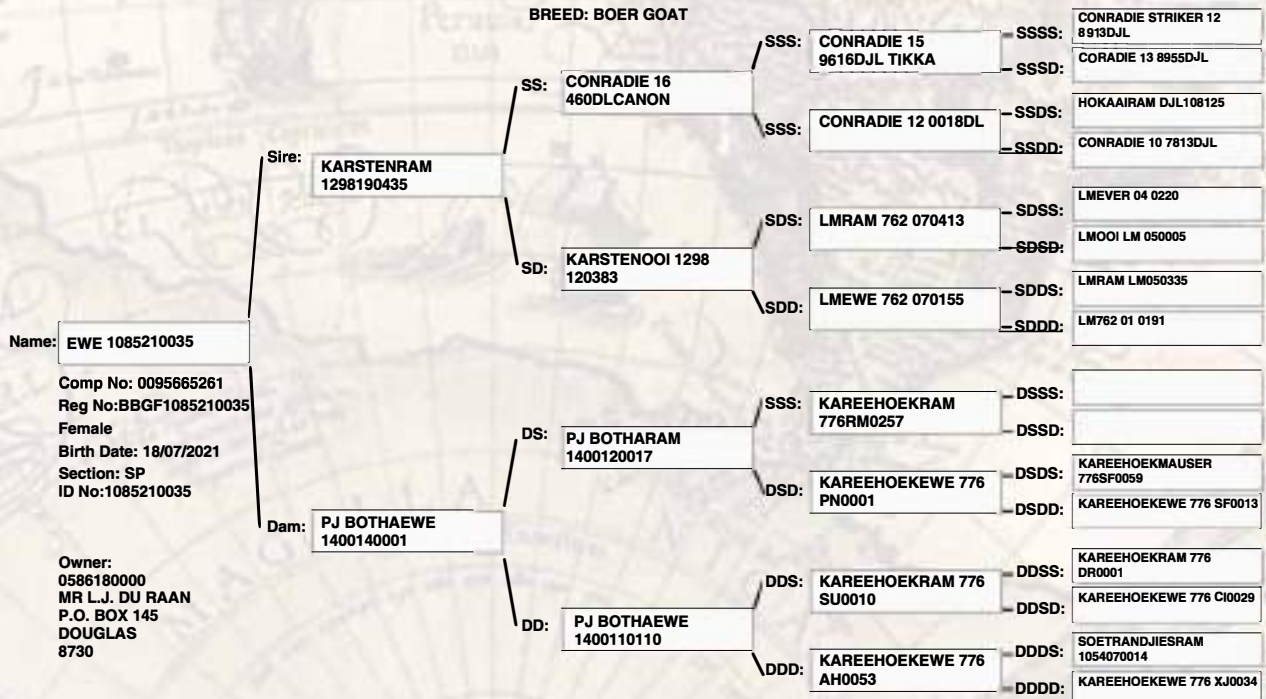 BREED: BOER GOAT
Name: EWE 1085210035
Comp No: 0095665261
Reg No:BBGF1085210035
Female
Birth Date: 18/07/2021
Section: SP
ID No:1085210035
Owner:
0586180000
MR L.J. DU RAAN
P.O. BOX 145
DOUGLAS
8730
Sire: KARSTENRAM
1298190435
Dam: PJ BOTHAEWE
1400140001
SS: CONRADIE 16
460DLCANON
SD: KARSTENOOI 1298
120383
DS: PJ BOTHARAM
1400120017
DD: PJ BOTHAEWE
1400110110
SSS: CONRADIE 15
9616DJL TIKKA
SSS: CONRADIE 12 0018DL
SDS: LMRAM 762 070413
SDD: LMEWE 762 070155
SSS: KAREEHOEKRAM
776RM0257
DSD: KAREEHOEKEWE 776
PN0001
DDS: KAREEHOEKRAM 776
SU0010
DDD: KAREEHOEKEWE 776
AH0053
SSSS: CONRADIE STRIKER 12
8913DJL
SSSD: CORADIE 13 8955DJL
SSDS: HOKAAIRAM DJL108125
SSDD: CONRADIE 10 7813DJL
SDSS: LMEVER 04 0220
SDSD: LMOOI LM 050005
SDDS: LMRAM LM050335
SDDD: LM762 01 0191
DSSS:
DSSD:
DSDS: KAREEHOEKMAUSER
776SF0059
DSDD: KAREEHOEKEWE 776 SF0013
DDSS: KAREEHOEKRAM 776
DR0001
DDSD: KAREEHOEKEWE 776 CI0029
DDDS: SOETRANDJIESRAM
1054070014
DDDD: KAREEHOEKEWE 776 XJ0034